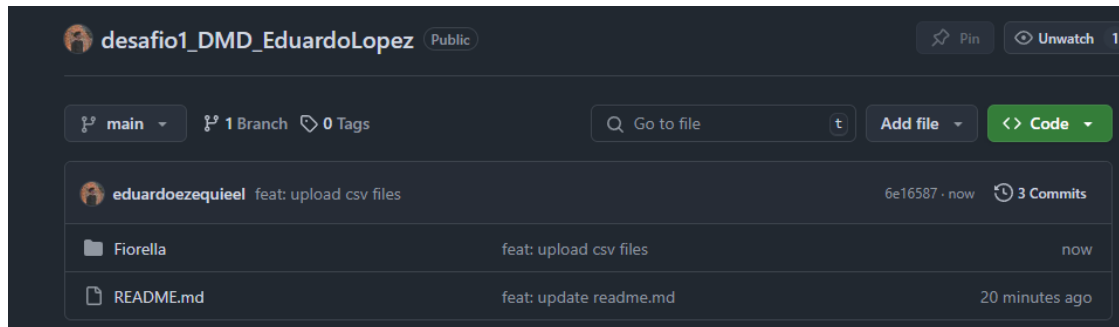 desafio1_DMD_EduardoLopez Public Pin Unwatch 1
main 1 Branch 0 Tags Go to file t Add file Code
eduardoezequieel feat: upload csv files 6e16587 · now 3 Commits
Fiorella feat: upload csv files now
README.md feat: update readme.md 20 minutes ago